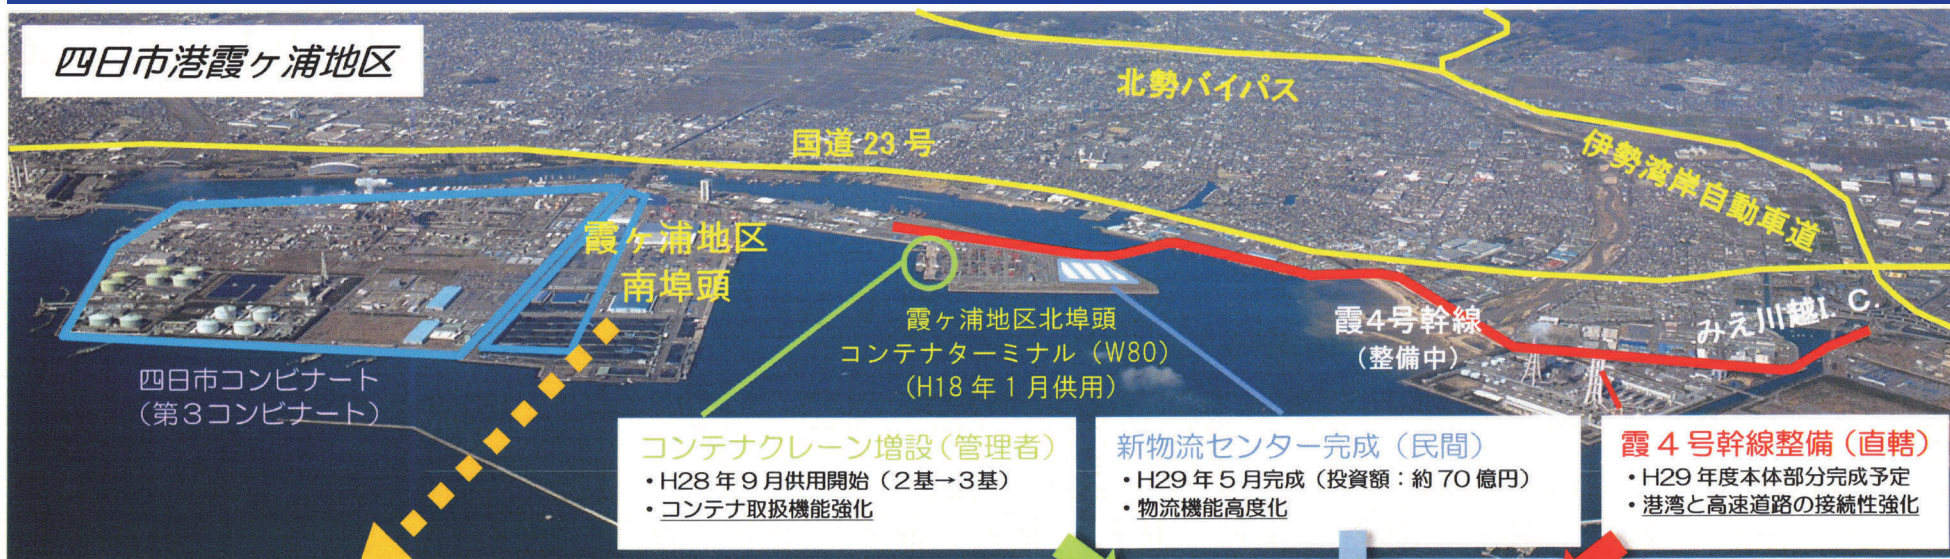 四日市港霞ヶ浦地区
北勢バイパス
国道23号
伊勢湾岸自動車道
霞ヶ浦地区
南埠頭
霞ヶ浦地区北埠頭
コンテナターミナル（W80）
（H18年1月供用）
霞4号幹線
（整備中）
みえ川越I.C.
四日市コンビナート
（第3コンビナート）
コンテナクレーン増設（管理者）
・H28年9月供用開始（2基→3基）
・コンテナ取扱機能強化
新物流センター完成（民間）
・H29年5月完成（投資額：約70億円）
・物流機能高度化
霞4号幹線整備（直轄）
・H29年度本体部分完成予定
・港湾と高速道路の接続性強化